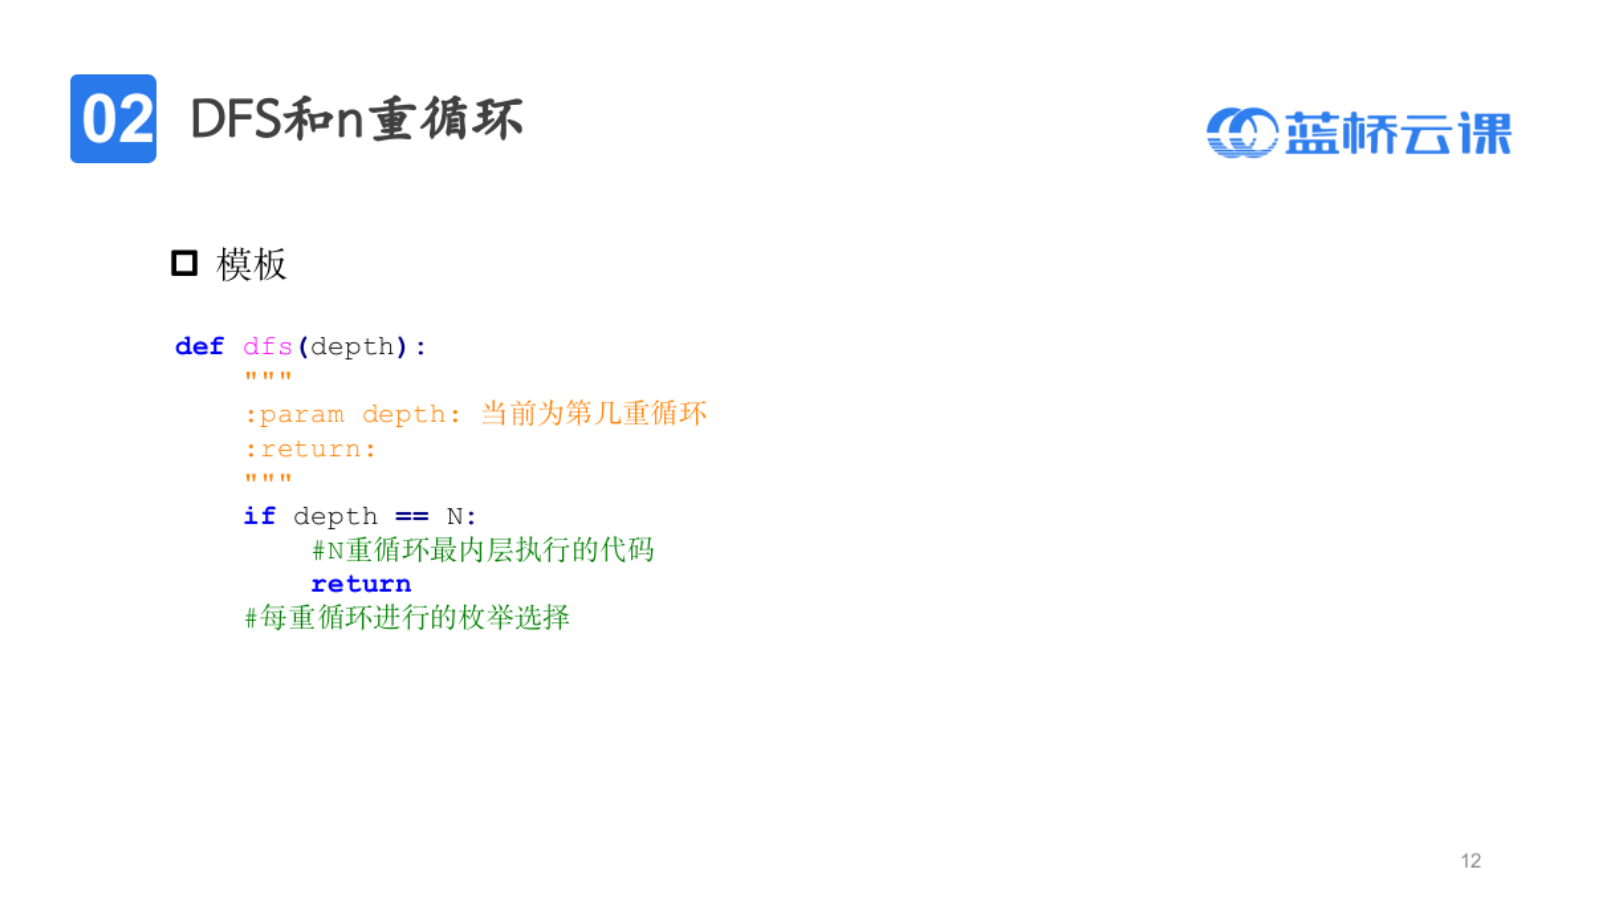 02 DFS和n重循环
蓝桥云课
模板
def dfs(depth):
    """
    :param depth: 当前为第几重循环
    :return:
    """
    if depth == N:
        #N重循环最内层执行的代码
        return
    #每重循环进行的枚举选择
12